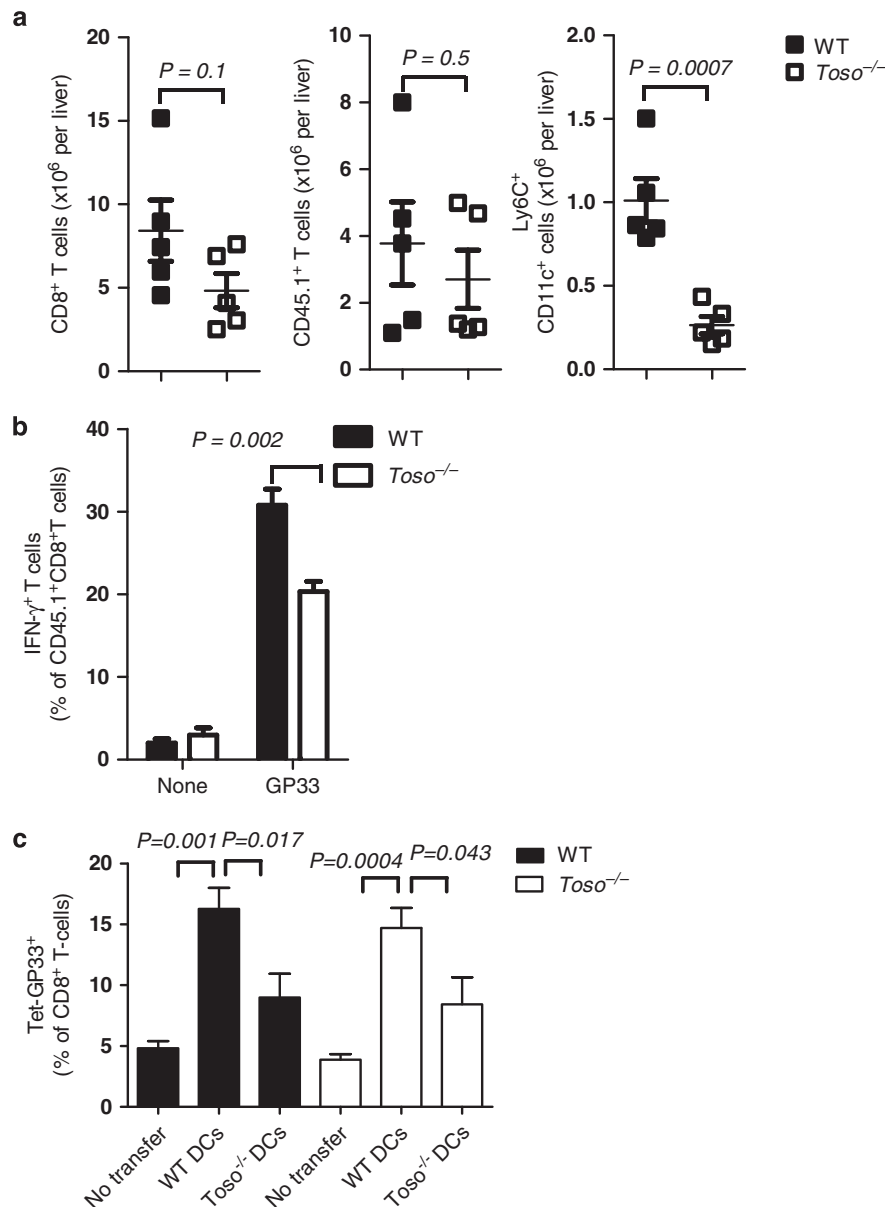 a
20
15
10
5
0
CD8⁺ T cells (x10⁶ per liver)
P = 0.1
10
8
6
4
2
0
CD45.1⁺ T cells (x10⁶ per liver)
P = 0.5
2.0
1.5
1.0
0.5
0.0
Ly6C⁺
CD11c⁺ cells (x10⁶ per liver)
P = 0.0007
WT
Toso⁻/⁻
b
40
30
20
10
0
IFN-γ⁺ T cells
(% of CD45.1⁺CD8⁺T cells)
P = 0.002
WT
Toso⁻/⁻
None
GP33
c
20
15
10
5
0
Tet-GP33⁺
(% of CD8⁺ T-cells)
P=0.001
P=0.017
P=0.0004
P=0.043
WT
Toso⁻/⁻
No transfer
WT DCs
Toso⁻/⁻ DCs
No transfer
WT DCs
Toso⁻/⁻ DCs